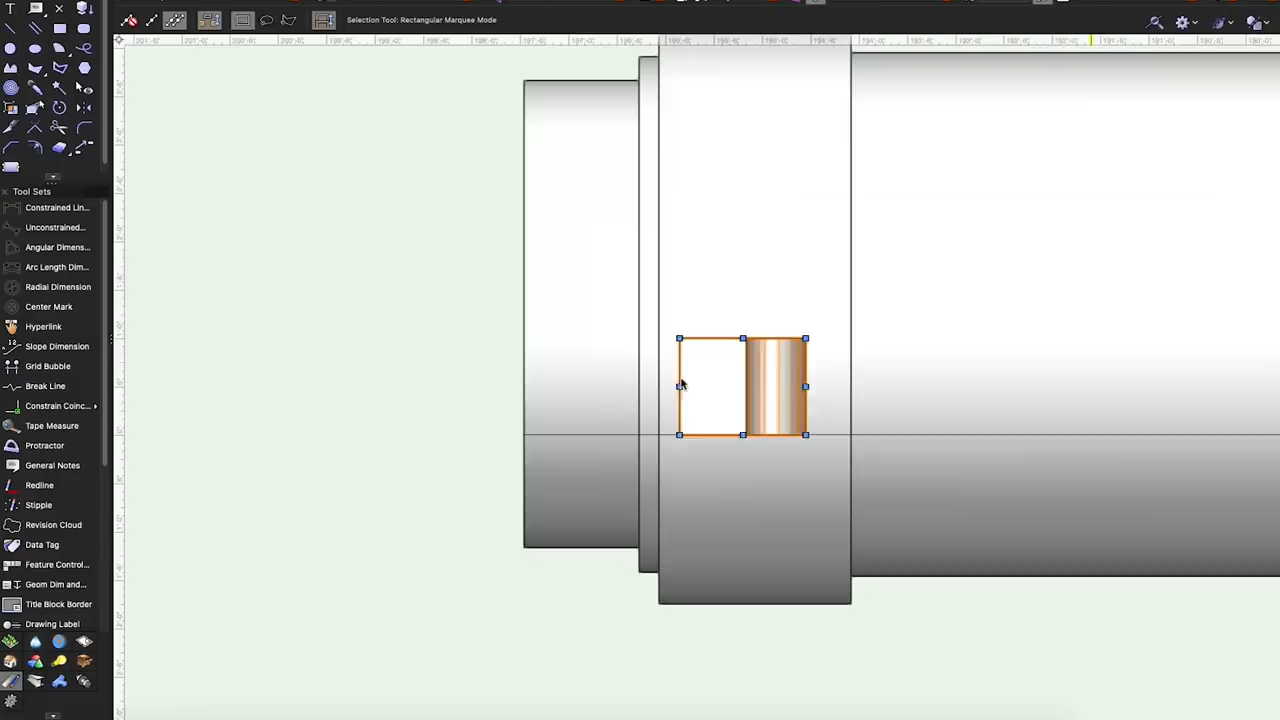 Selection Tool: Rectangular Marquee Mode
Tool Sets
Constrained Lin...
Unconstrained...
Angular Dimens...
Arc Length Dim...
Radial Dimension
Center Mark
Hyperlink
Slope Dimension
Grid Bubble
Break Line
Constrain Coinc...
Tape Measure
Protractor
General Notes
Redline
Stipple
Revision Cloud
Data Tag
Feature Control...
Geom Dim and...
Title Block Border
Drawing Label